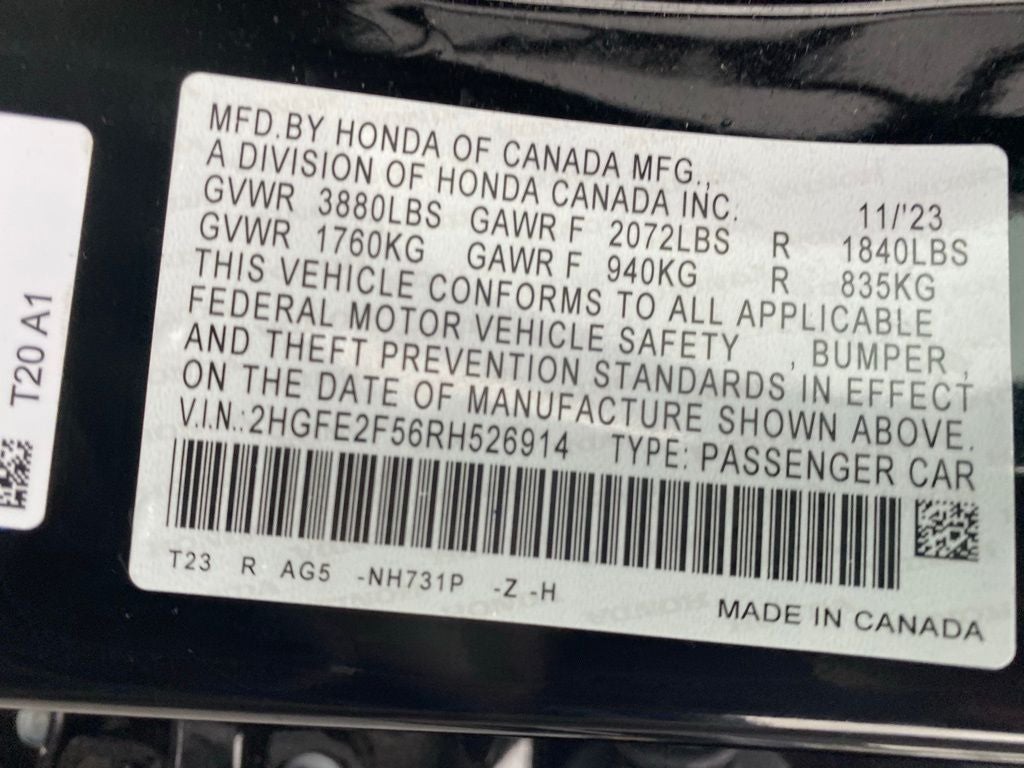 MFD.BY HONDA OF CANADA MFG.,
A DIVISION OF HONDA CANADA INC. 11/'23
GVWR 3880LBS GAWR F 2072LBS R 1840LBS
GVWR 1760KG GAWR F 940KG R 835KG
THIS VEHICLE CONFORMS TO ALL APPLICABLE
FEDERAL MOTOR VEHICLE SAFETY , BUMPER ,
AND THEFT PREVENTION STANDARDS IN EFFECT
ON THE DATE OF MANUFACTURE SHOWN ABOVE.
V.I.N.:2HGFE2F56RH526914 TYPE: PASSENGER CAR
T23 R AG5 -NH731P -Z -H
MADE IN CANADA
T20 A1